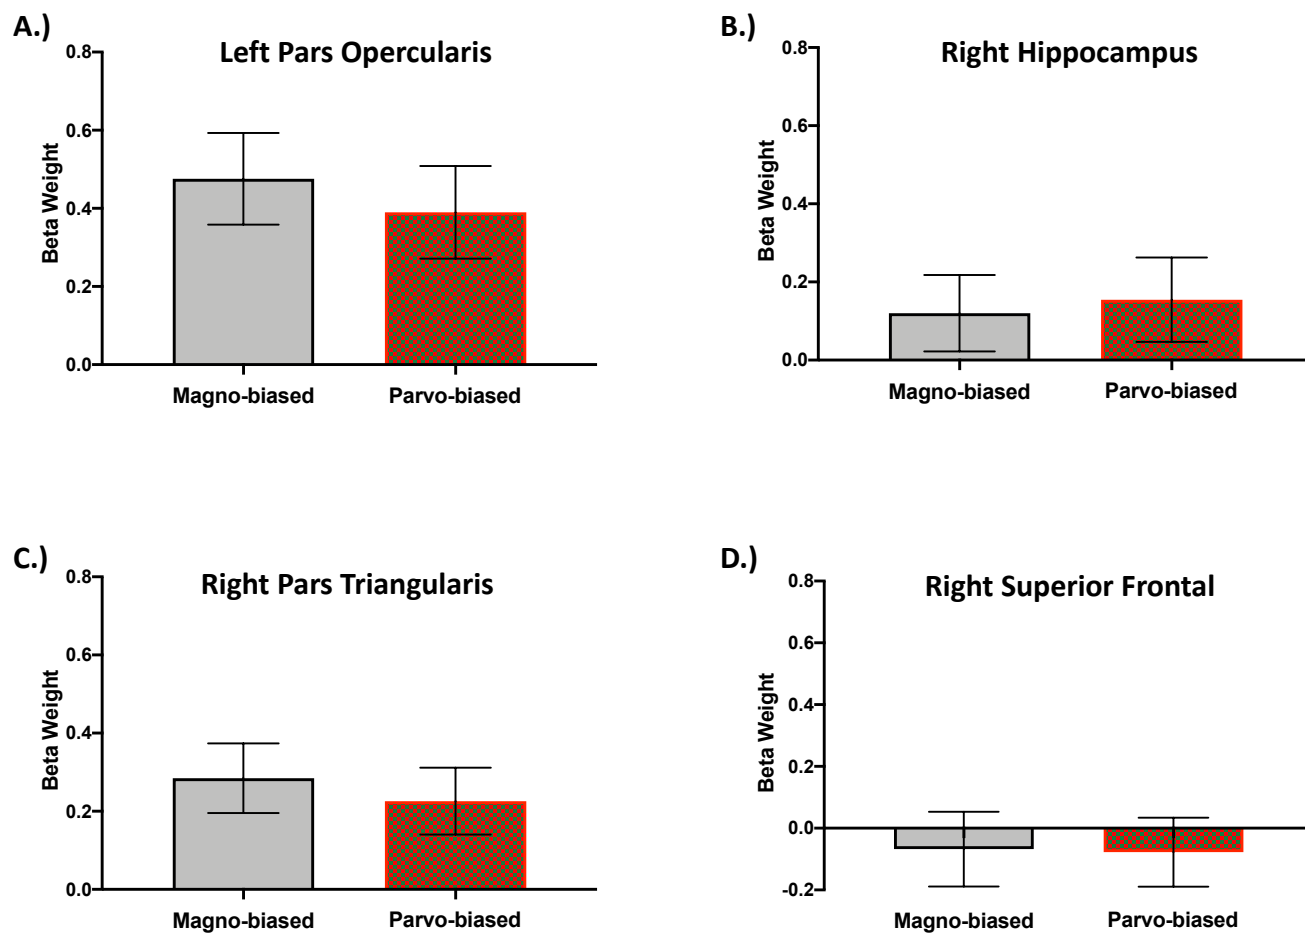 A.)
Left Pars Opercularis
0.8
0.6
0.4
0.2
0.0
Beta Weight
Magno-biased
Parvo-biased
B.)
Right Hippocampus
0.8
0.6
0.4
0.2
0.0
Beta Weight
Magno-biased
Parvo-biased
C.)
Right Pars Triangularis
0.8
0.6
0.4
0.2
0.0
Beta Weight
Magno-biased
Parvo-biased
D.)
Right Superior Frontal
0.8
0.6
0.4
0.2
0.0
-0.2
Beta Weight
Magno-biased
Parvo-biased